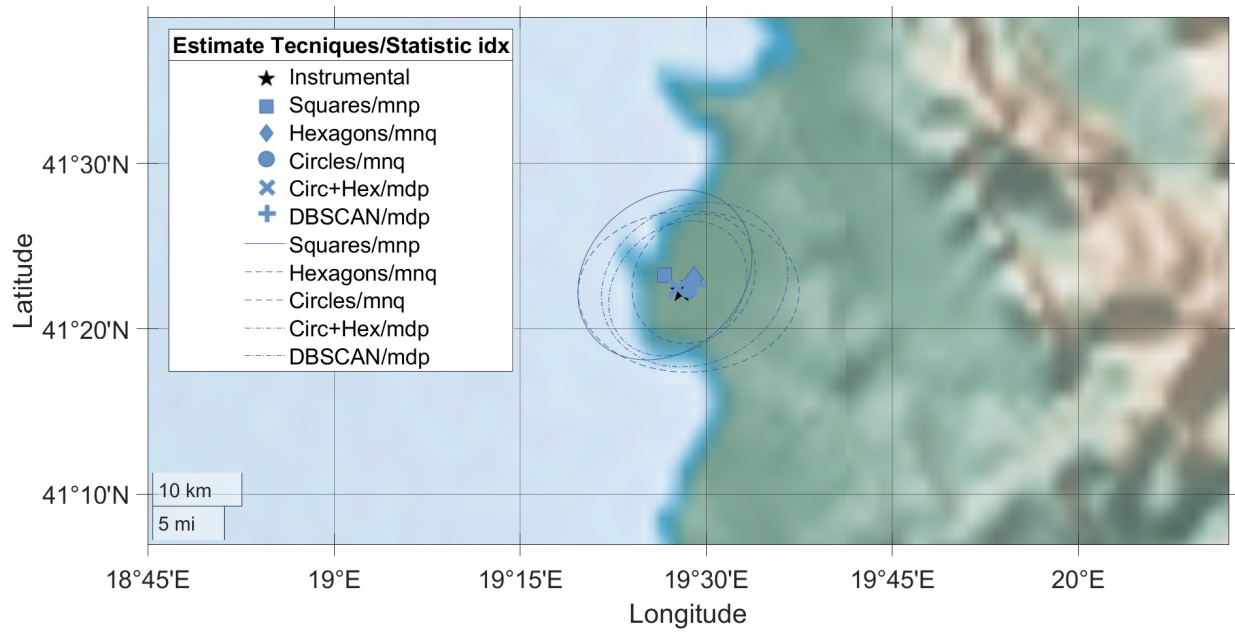 Estimate Tecniques/Statistic idx
Instrumental
Squares/mnp
Hexagons/mnq
Circles/mnq
Circ+Hex/mdp
DBSCAN/mdp
Squares/mnp
Hexagons/mnq
Circles/mnq
Circ+Hex/mdp
DBSCAN/mdp
41°30'N
41°20'N
41°10'N
Latitude
10 km
5 mi
18°45'E
19°E
19°15'E
19°30'E
19°45'E
20°E
Longitude